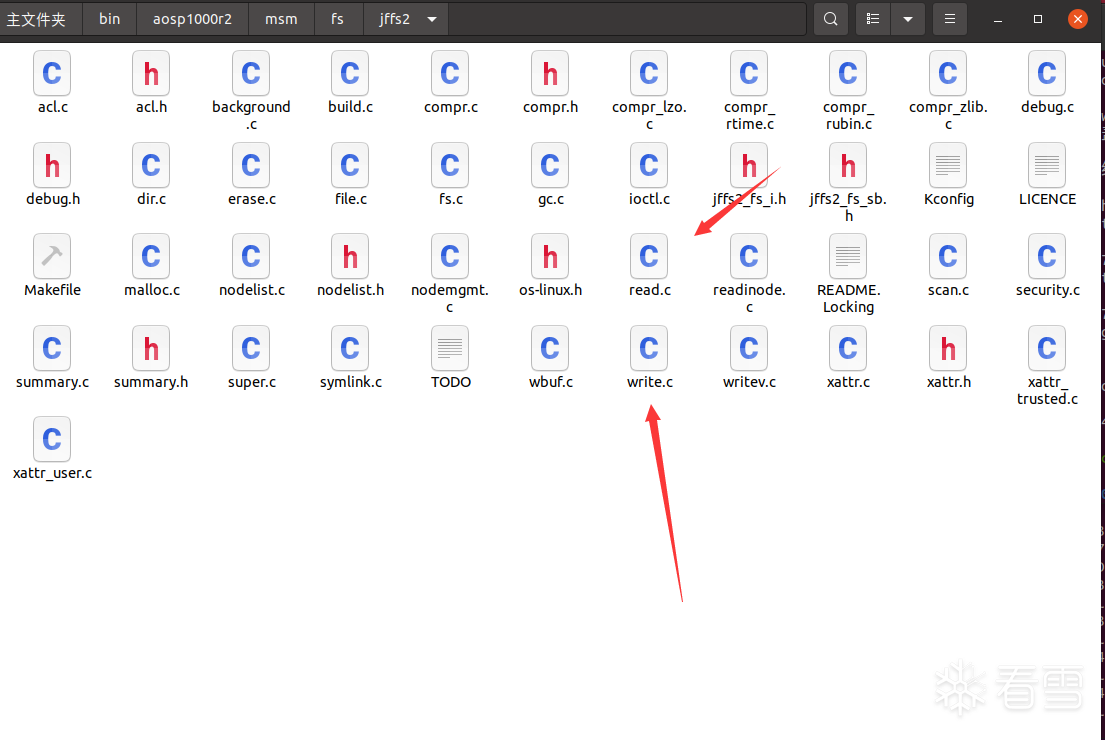 主文件夹 bin aosp1000r2 msm fs jffs2
acl.c acl.h background.c build.c compr.c compr.h compr_lzo.c compr_rtime.c compr_rubin.c compr_zlib.c debug.c
debug.h dir.c erase.c file.c fs.c gc.c ioctl.c jffs2_fs_i.h jffs2_fs_sb.h Kconfig LICENCE
Makefile malloc.c nodelist.c nodelist.h nodemgmt.c os-linux.h read.c readinode.c README.Locking scan.c security.c
summary.c summary.h super.c symlink.c TODO wbuf.c write.c writev.c xattr.c xattr.h xattr_trusted.c
xattr_user.c
看雪